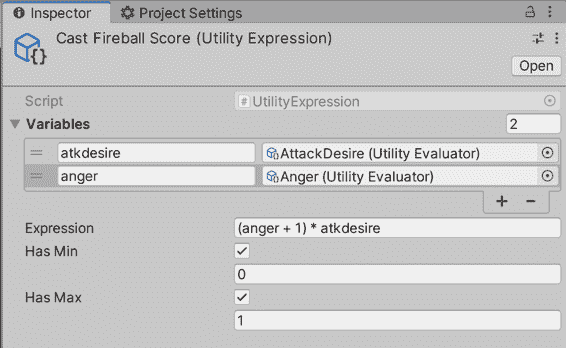 Inspector Project Settings
Cast Fireball Score (Utility Expression)
Open
Script # UtilityExpression
Variables 2
atkdesire AttackDesire (Utility Evaluator)
anger Anger (Utility Evaluator)
+ −
Expression (anger + 1) * atkdesire
Has Min
0
Has Max
1